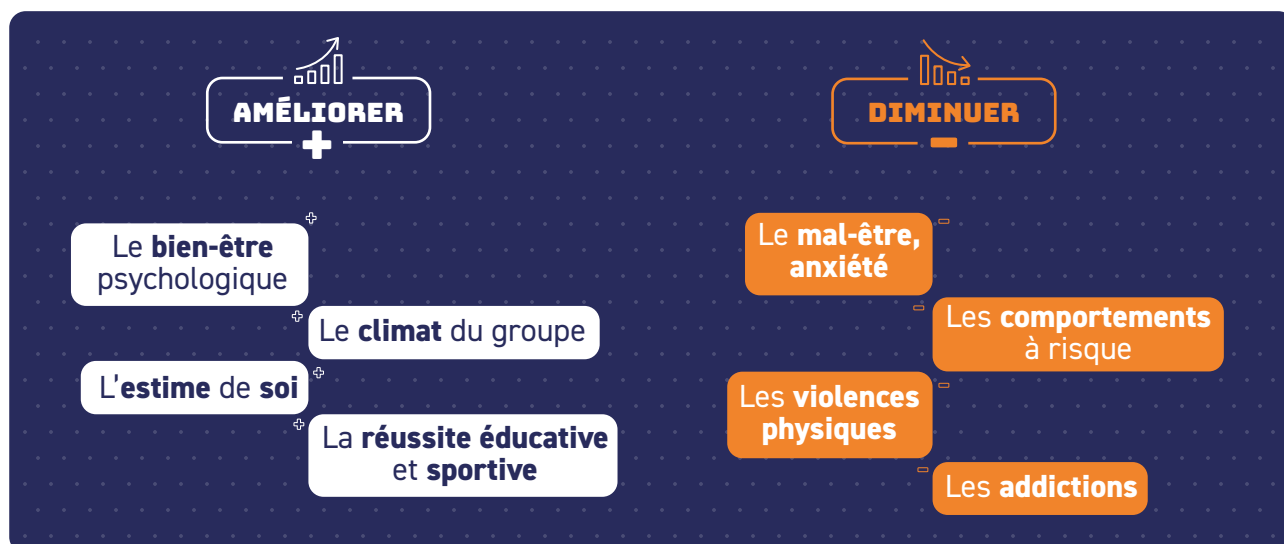 AMÉLIORER
Le bien-être
psychologique
Le climat du groupe
L'estime de soi
La réussite éducative
et sportive
DIMINUER
Le mal-être,
anxiété
Les comportements
à risque
Les violences
physiques
Les addictions